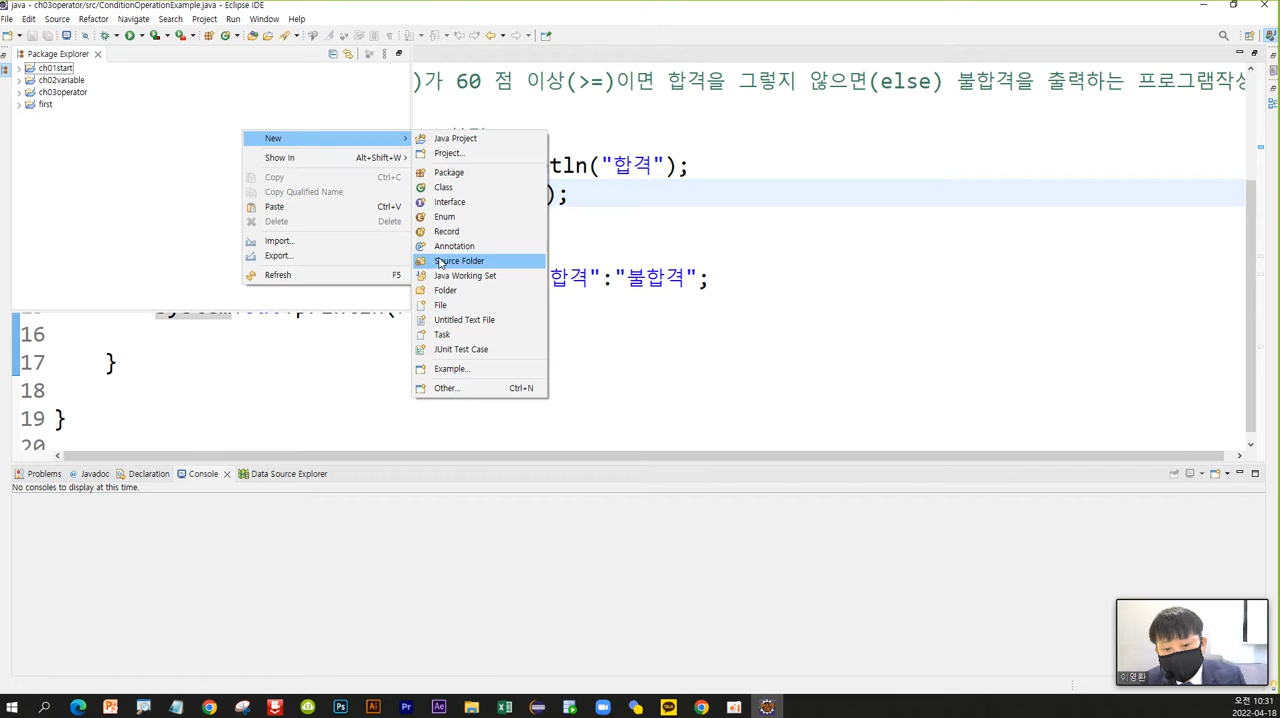 java - ch03operator/src/ConditionOperationExample.java - Eclipse IDE
File Edit Source Refactor Navigate Search Project Run Window Help
Package Explorer
ch01start
ch02variable
ch03operator
first
New
Show In Alt+Shift+W
Copy Ctrl+C
Copy Qualified Name
Paste Ctrl+V
Delete Delete
Import...
Export...
Refresh F5
Java Project
Project...
Package
Class
Interface
Enum
Record
Annotation
Source Folder
Java Working Set
Folder
File
Untitled Text File
Task
JUnit Test Case
Example...
Other... Ctrl+N
)가 60 점 이상(>=)이면 합격을 그렇지 않으면(else) 불합격을 출력하는 프로그램작성
tln("합격");
);
합격":"불합격";
16
17 }
18
19 }
20
Problems Javadoc Declaration Console Data Source Explorer
No consoles to display at this time.
이영환
오전 10:31
2022-04-18